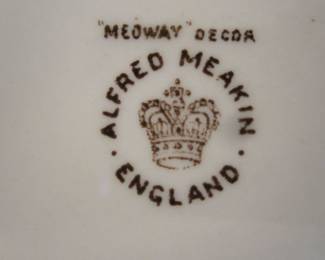 "MEDWAY" DECOR
· ALFRED MEAKIN ·
ENGLAND